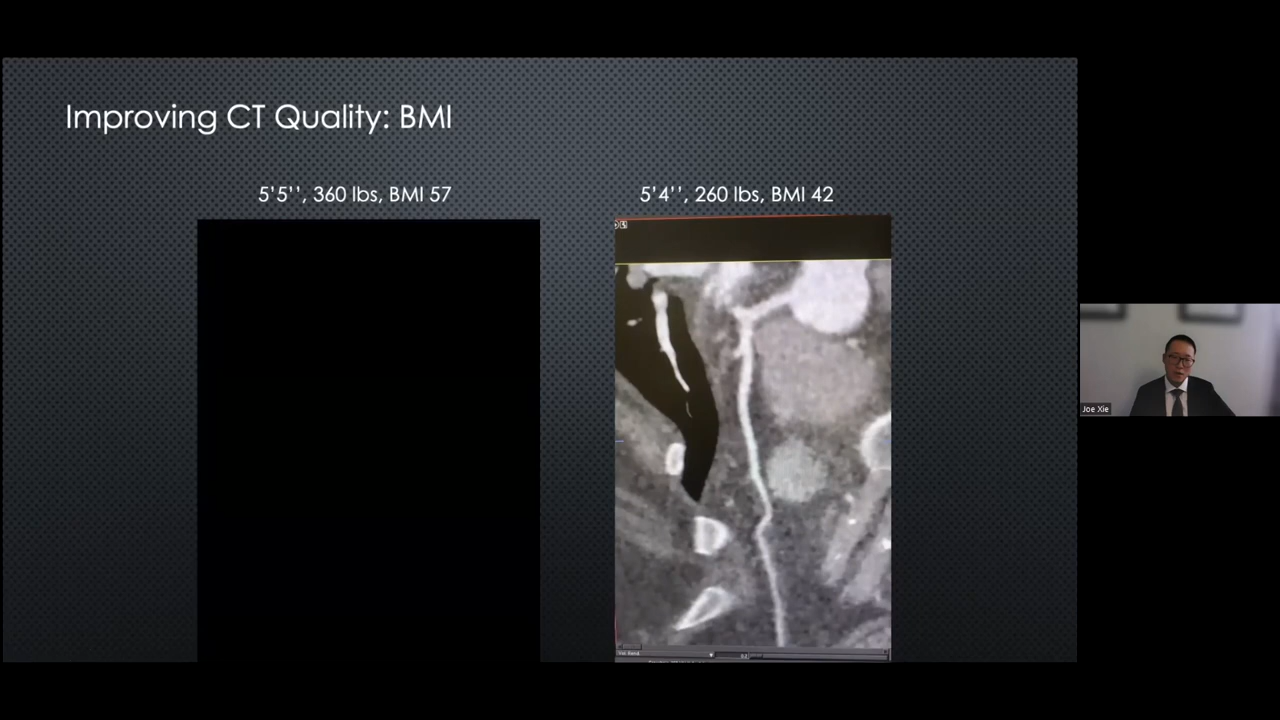 Improving CT Quality: BMI
5’5’’, 360 lbs, BMI 57
5’4’’, 260 lbs, BMI 42
Joe Xie